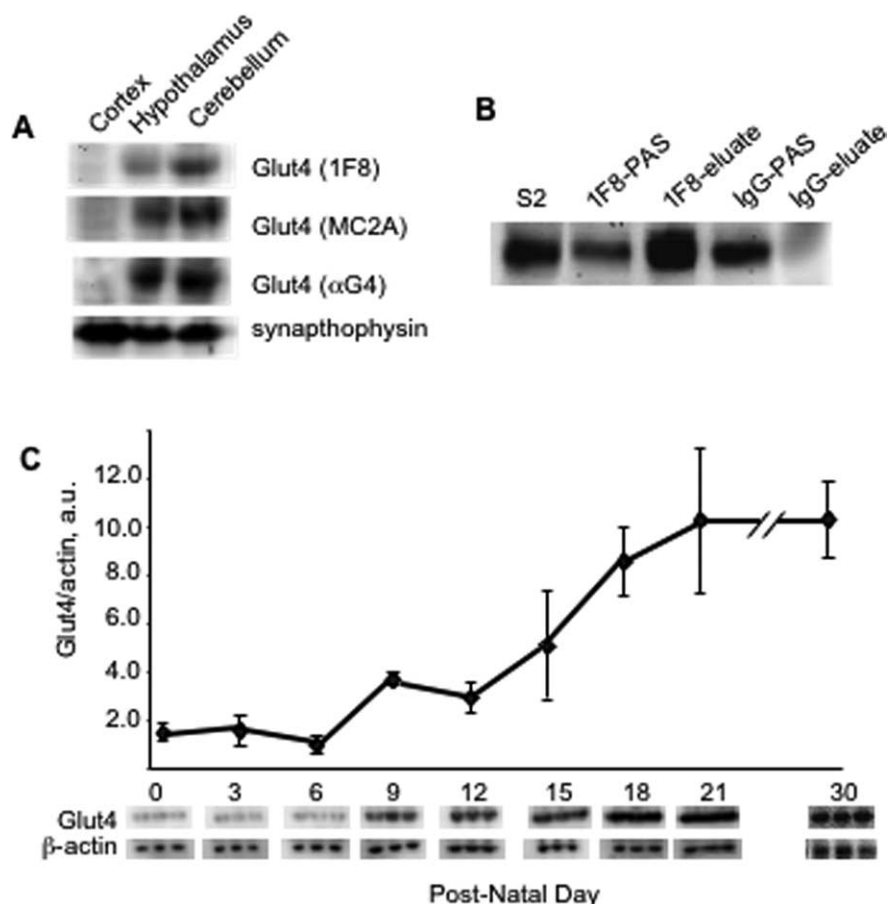 A
Cortex
Hypothalamus
Cerebellum
Glut4 (1F8)
Glut4 (MC2A)
Glut4 (αG4)
synapthophysin
B
S2
1F8-PAS
1F8-eluate
IgG-PAS
IgG-eluate
C
Glut4/actin, a.u.
12.0
10.0
8.0
6.0
4.0
2.0
0 3 6 9 12 15 18 21 30
Glut4
β-actin
Post-Natal Day